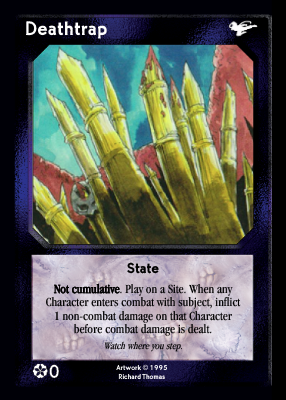 Deathtrap
State
Not cumulative. Play on a Site. When any
Character enters combat with subject, inflict
1 non-combat damage on that Character
before combat damage is dealt.
Watch where you step.
0
Artwork © 1995
Richard Thomas